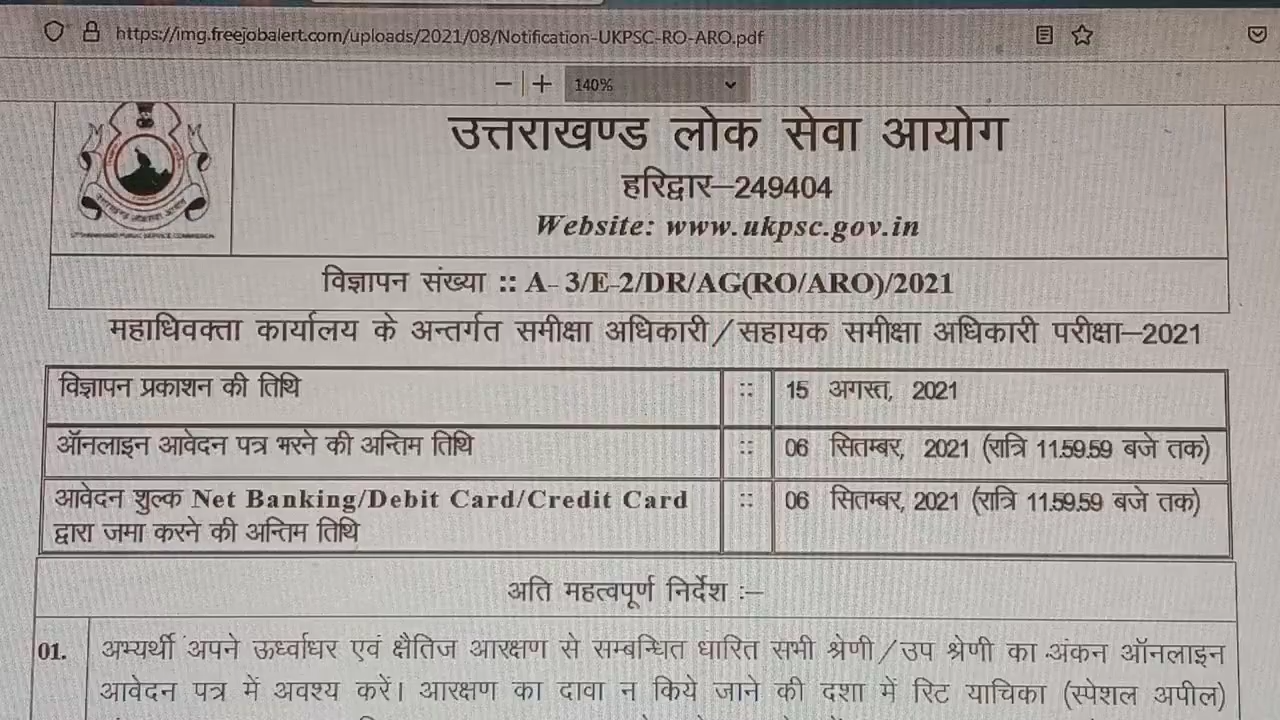 https://img.freejobalert.com/uploads/2021/08/Notification-UKPSC-RO-ARO.pdf
− + 140%
उत्तराखण्ड लोक सेवा आयोग
हरिद्वार–249404
Website: www.ukpsc.gov.in
UTTARAKHAND PUBLIC SERVICE COMMISSION
विज्ञापन संख्या :: A- 3/E-2/DR/AG(RO/ARO)/2021
महाधिवक्ता कार्यालय के अन्तर्गत समीक्षा अधिकारी/सहायक समीक्षा अधिकारी परीक्षा–2021
विज्ञापन प्रकाशन की तिथि :: 15 अगस्त, 2021
ऑनलाइन आवेदन पत्र भरने की अन्तिम तिथि :: 06 सितम्बर, 2021 (रात्रि 11.59.59 बजे तक)
आवेदन शुल्क Net Banking/Debit Card/Credit Card :: 06 सितम्बर, 2021 (रात्रि 11.59.59 बजे तक)
द्वारा जमा करने की अन्तिम तिथि
अति महत्वपूर्ण निर्देश :–
01. अभ्यर्थी अपने ऊर्ध्वाधर एवं क्षैतिज आरक्षण से सम्बन्धित धारित सभी श्रेणी/उप श्रेणी का अंकन ऑनलाइन
आवेदन पत्र में अवश्य करें। आरक्षण का दावा न किये जाने की दशा में रिट याचिका (स्पेशल अपील)